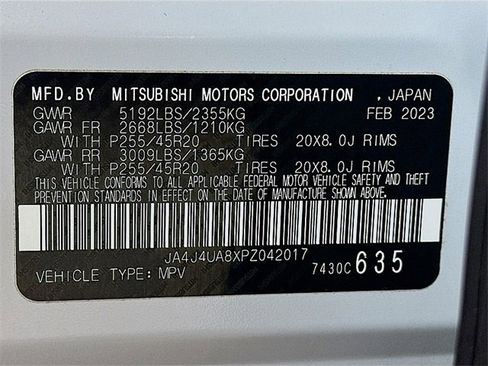 MFD. BY MITSUBISHI MOTORS CORPORATION , JAPAN
GVWR 5192LBS/2355KG FEB 2023
GAWR FR 2668LBS/1210KG
WITH P255/45R20 TIRES 20X8.0J RIMS
GAWR RR 3009LBS/1365KG
WITH P255/45R20 TIRES 20X8.0J RIMS
THIS VEHICLE CONFORMS TO ALL APPLICABLE FEDERAL MOTOR VEHICLE SAFETY AND THEFT
PREVENTION STANDARDS IN EFFECT ON THE DATE OF MANUFACTURE SHOWN ABOVE.
JA4J4UA8XPZ042017
VEHICLE TYPE: MPV 7430C 635